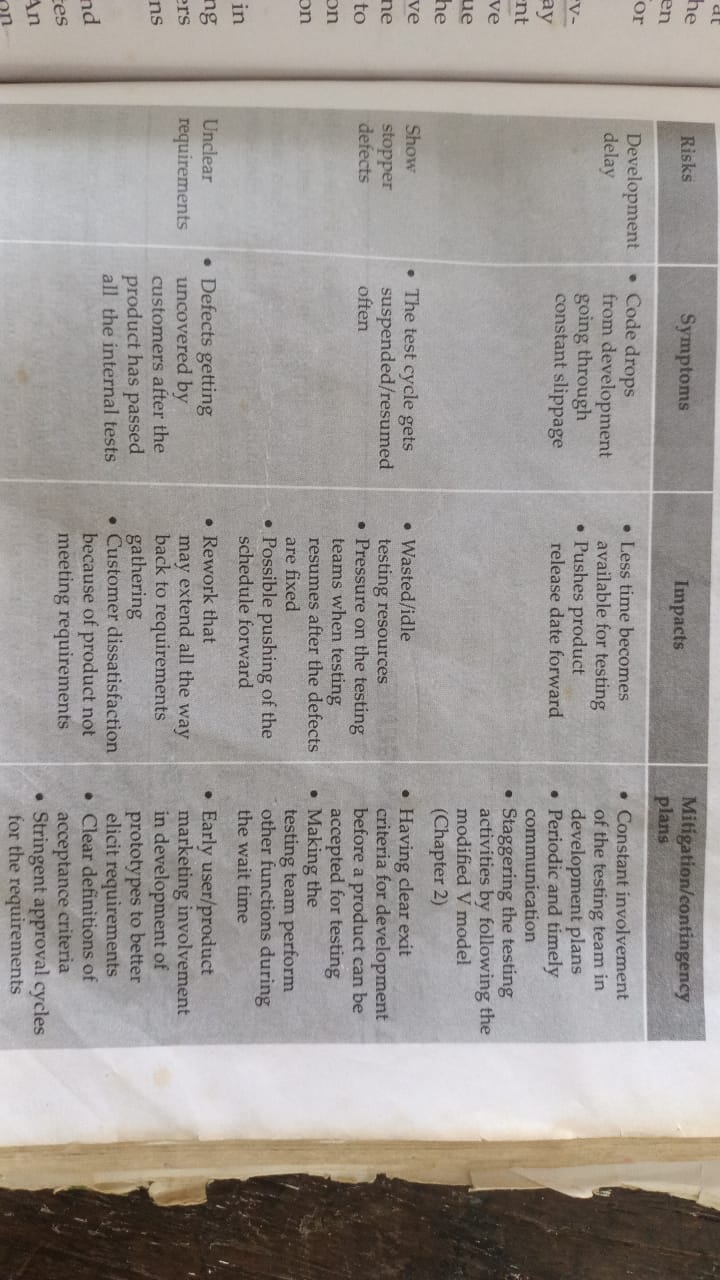 Risks
Symptoms
Impacts
Mitigation/contingency
plans
Development
delay
• Code drops
from development
going through
constant slippage
• Less time becomes
available for testing
• Pushes product
release date forward
• Constant involvement
of the testing team in
development plans
• Periodic and timely
communication
• Staggering the testing
activities by following the
modified V model
(Chapter 2)
Show
stopper
defects
• The test cycle gets
suspended/resumed
often
• Wasted/idle
testing resources
• Pressure on the testing
teams when testing
resumes after the defects
are fixed
• Possible pushing of the
schedule forward
• Having clear exit
criteria for development
before a product can be
accepted for testing
• Making the
testing team perform
other functions during
the wait time
Unclear
requirements
• Defects getting
uncovered by
customers after the
product has passed
all the internal tests
• Rework that
may extend all the way
back to requirements
gathering
• Customer dissatisfaction
because of product not
meeting requirements
• Early user/product
marketing involvement
in development of
prototypes to better
elicit requirements
• Clear definitions of
acceptance criteria
• Stringent approval cycles
for the requirements